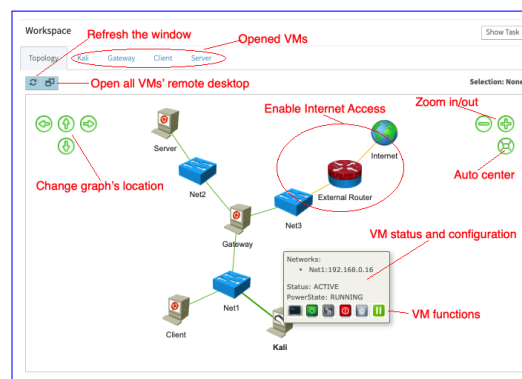 Refresh the window
Workspace
Opened VMs
Show Task
Topology
Kali
Gateway
Client
Server
Open all VMs' remote desktop
Selection: None
Enable Internet Access
Zoom in/out
Server
Internet
Change graph's location
Auto center
Net2
External Router
Net3
Gateway
VM status and configuration
Networks:
• Net1:192.168.0.16
Status: ACTIVE
PowerState: RUNNING
VM functions
Net1
Client
Kali